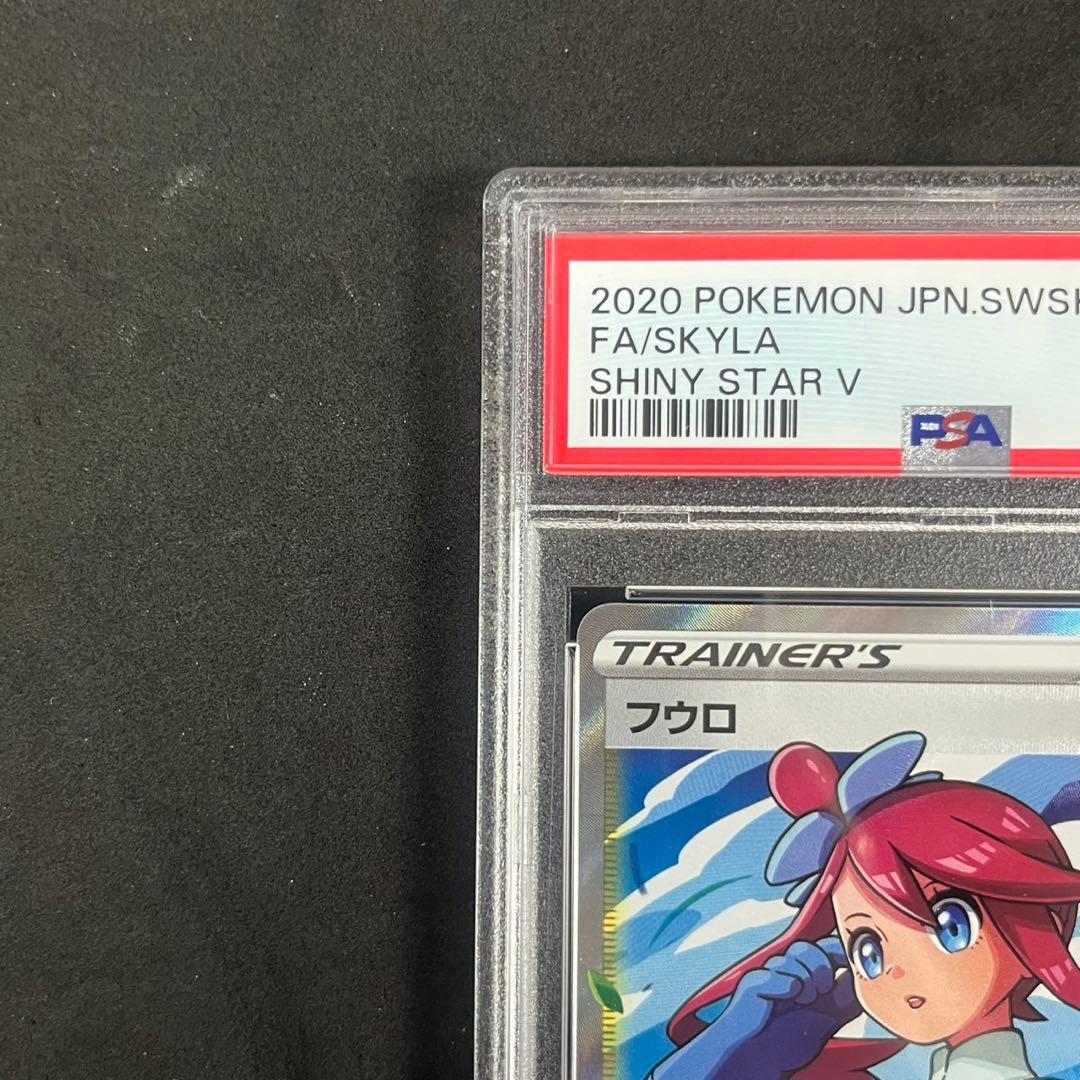 2020 POKEMON JPN.SWSH
FA/SKYLA
SHINY STAR V
PSA
TRAINER'S
フウロ